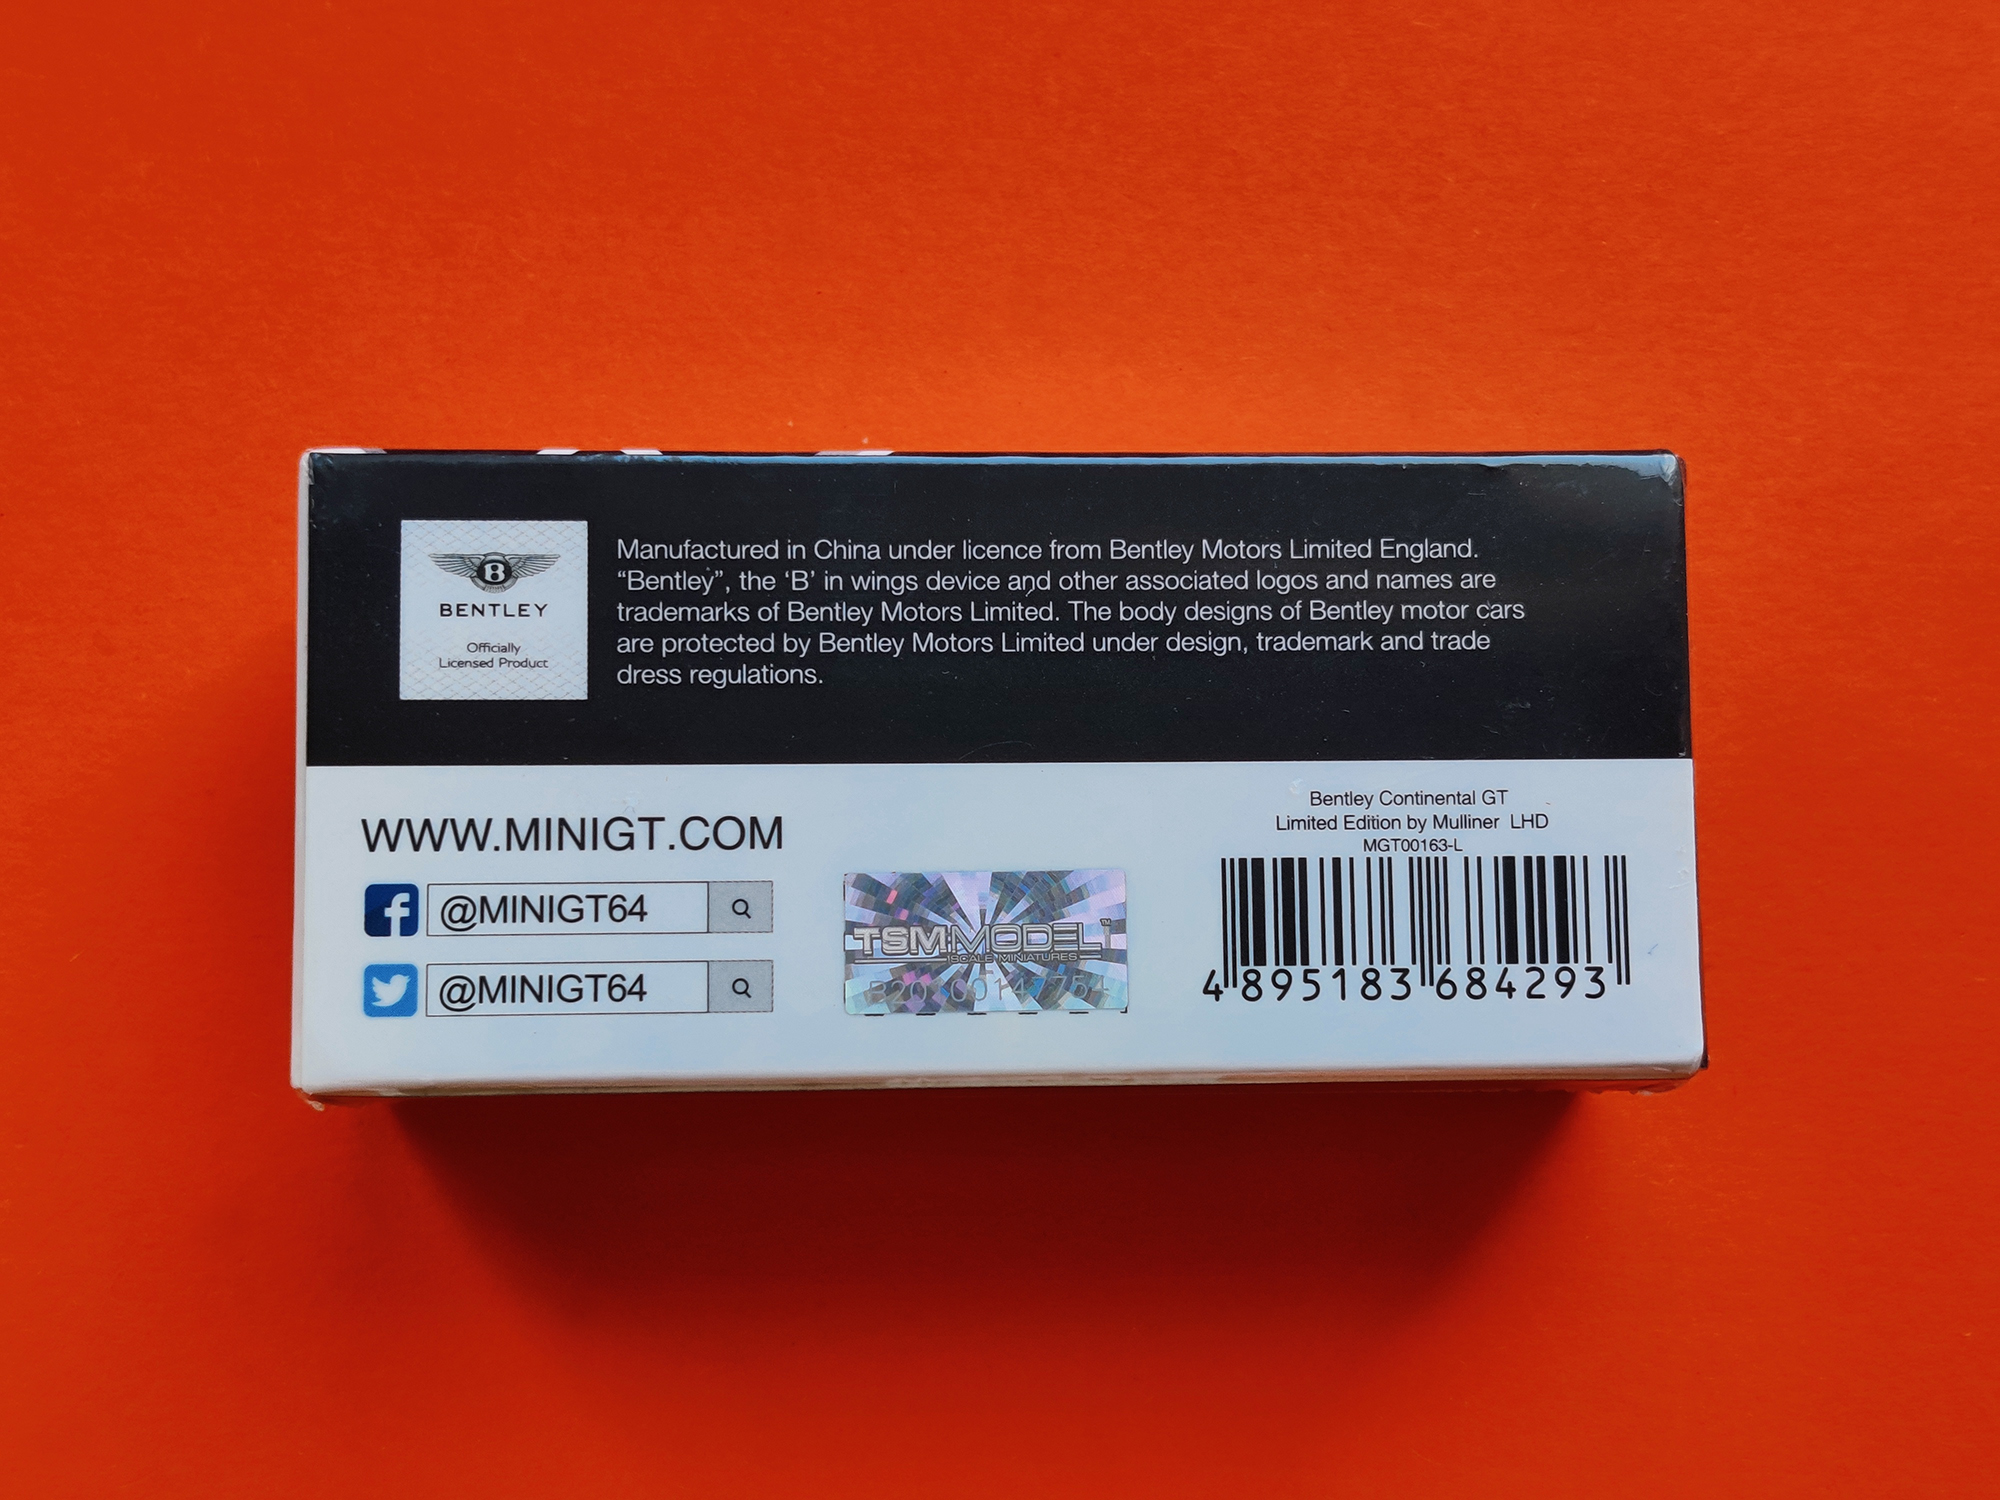 B
BENTLEY
Officially
Licensed Product
Manufactured in China under licence from Bentley Motors Limited England.
“Bentley”, the ‘B’ in wings device and other associated logos and names are
trademarks of Bentley Motors Limited. The body designs of Bentley motor cars
are protected by Bentley Motors Limited under design, trademark and trade
dress regulations.
WWW.MINIGT.COM
f @MINIGT64
@MINIGT64
TSMMODEL™
SCALE MINIATURES
Bentley Continental GT
Limited Edition by Mulliner LHD
MGT00163-L
4 895183 684293